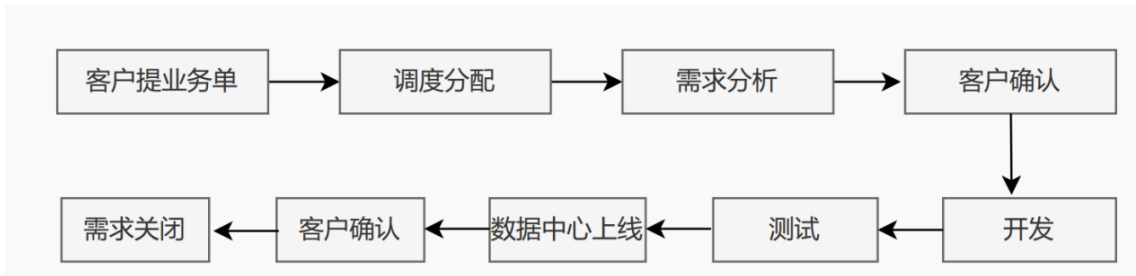 客户提业务单
调度分配
需求分析
客户确认
开发
测试
数据中心上线
客户确认
需求关闭